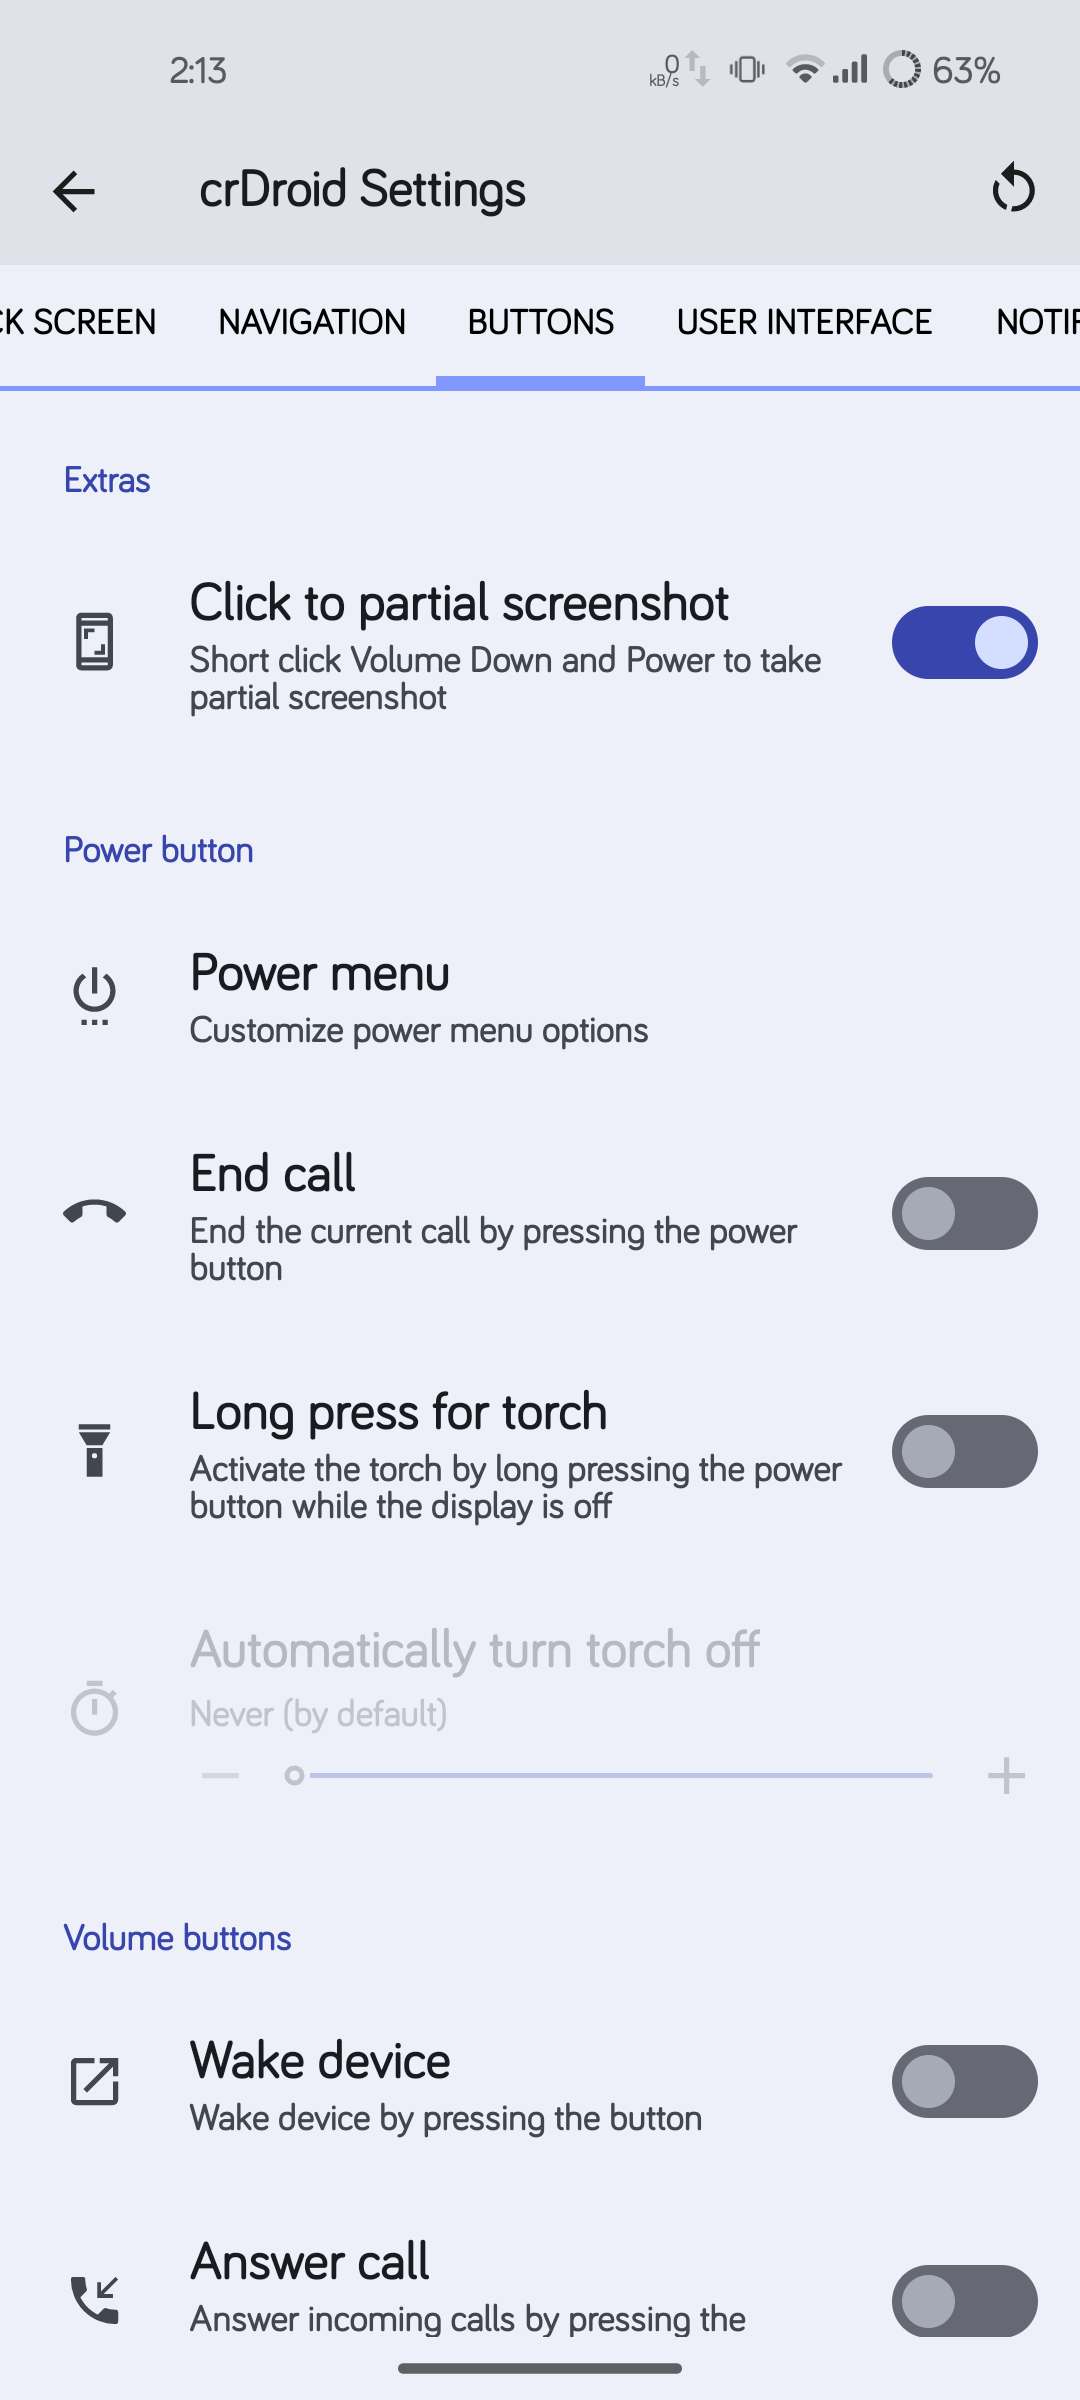 2:13
0
kB/s
63%
crDroid Settings
CK SCREEN
NAVIGATION
BUTTONS
USER INTERFACE
NOTIF
Extras
Click to partial screenshot
Short click Volume Down and Power to take
partial screenshot
Power button
Power menu
Customize power menu options
End call
End the current call by pressing the power
button
Long press for torch
Activate the torch by long pressing the power
button while the display is off
Automatically turn torch off
Never (by default)
Volume buttons
Wake device
Wake device by pressing the button
Answer call
Answer incoming calls by pressing the